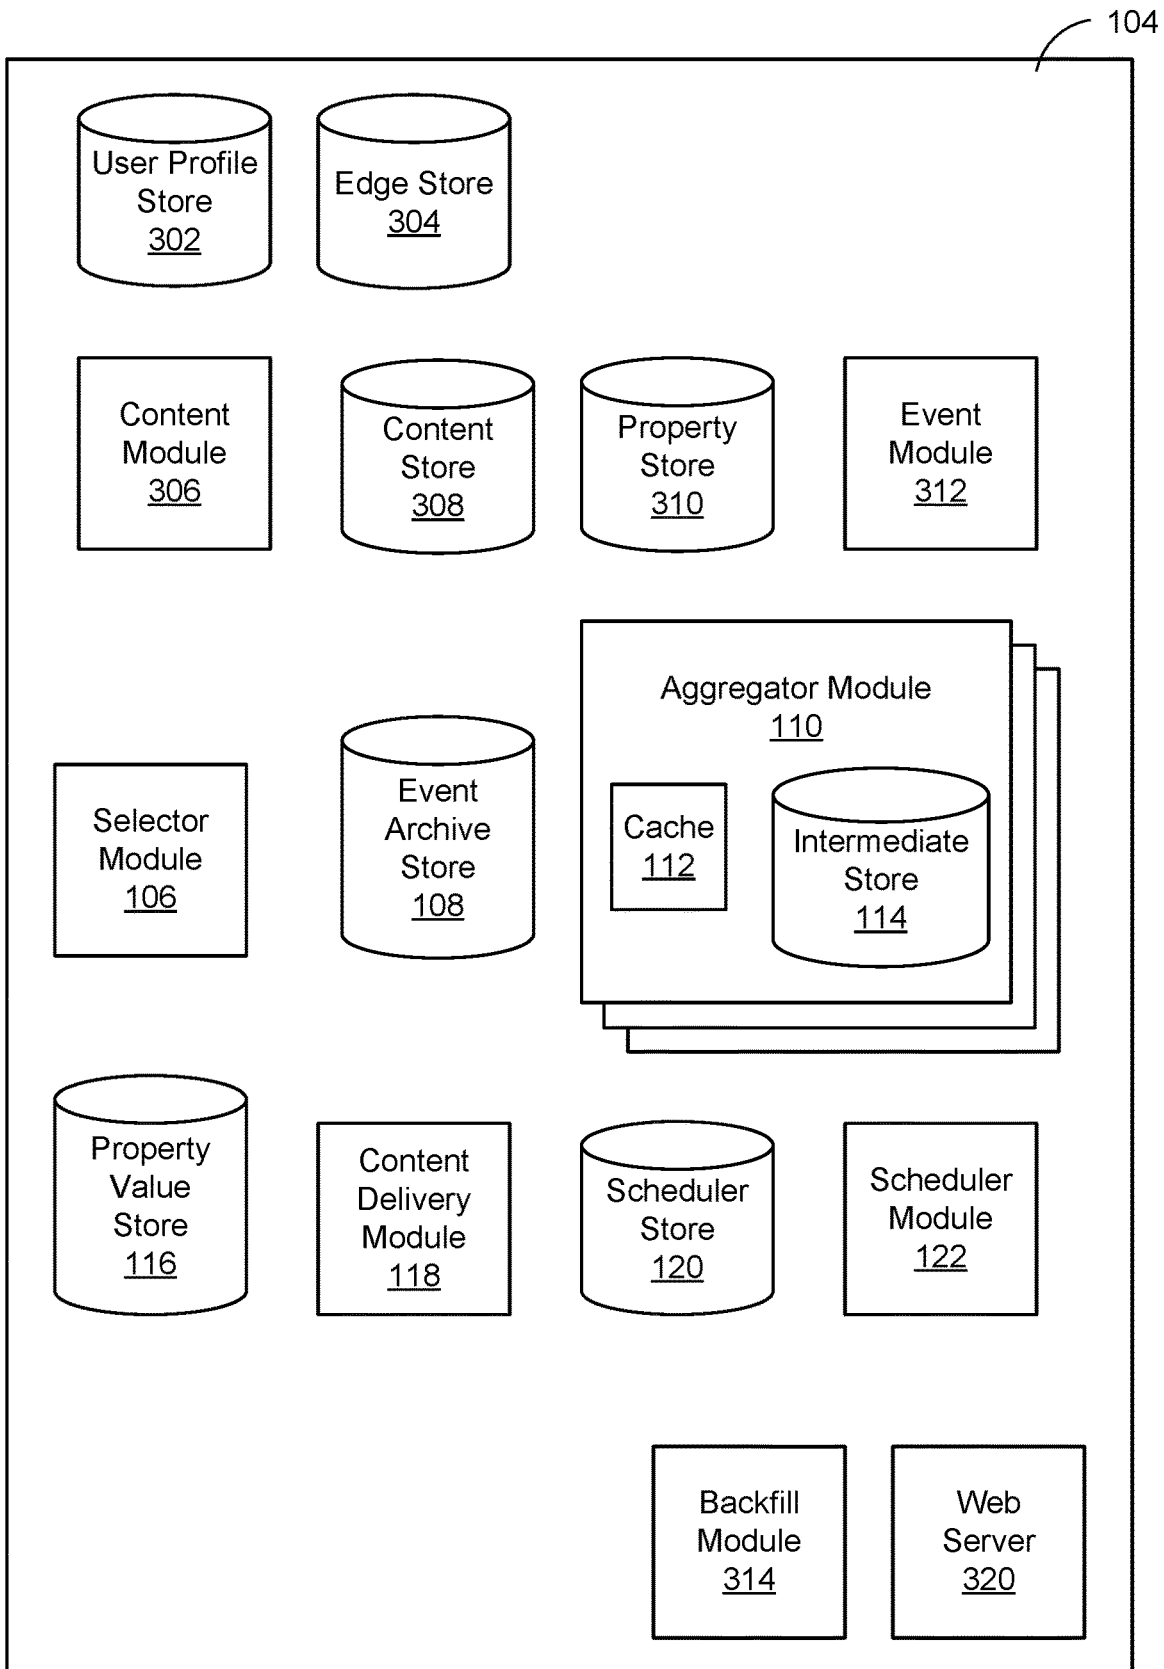 104
User Profile
Store
302
Edge Store
304
Content
Module
306
Content
Store
308
Property
Store
310
Event
Module
312
Aggregator Module
110
Selector
Module
106
Event
Archive
Store
108
Cache
112
Intermediate
Store
114
Property
Value
Store
116
Content
Delivery
Module
118
Scheduler
Store
120
Scheduler
Module
122
Backfill
Module
314
Web
Server
320